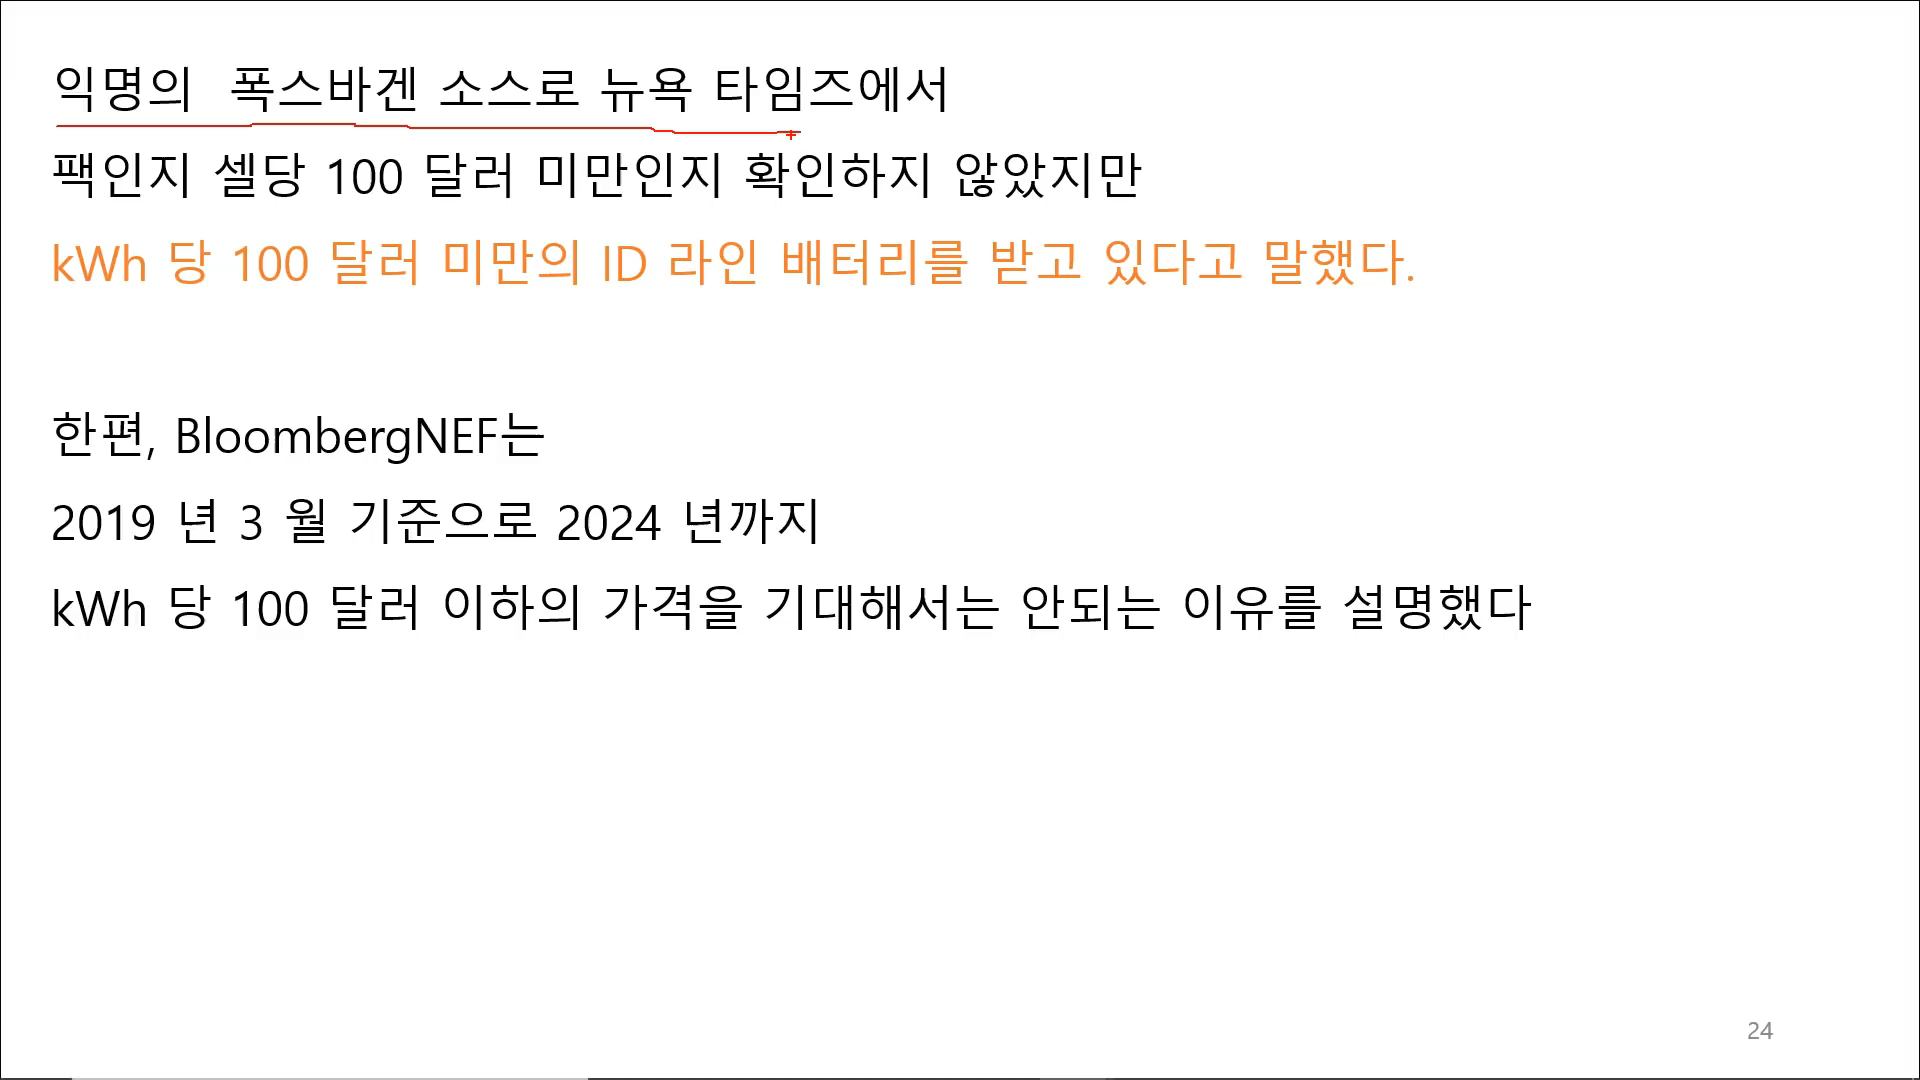 익명의  폭스바겐 소스로 뉴욕 타임즈에서
팩인지 셀당 100 달러 미만인지 확인하지 않았지만
kWh 당 100 달러 미만의 ID 라인 배터리를 받고 있다고 말했다.
한편, BloombergNEF는
2019 년 3 월 기준으로 2024 년까지
kWh 당 100 달러 이하의 가격을 기대해서는 안되는 이유를 설명했다
24